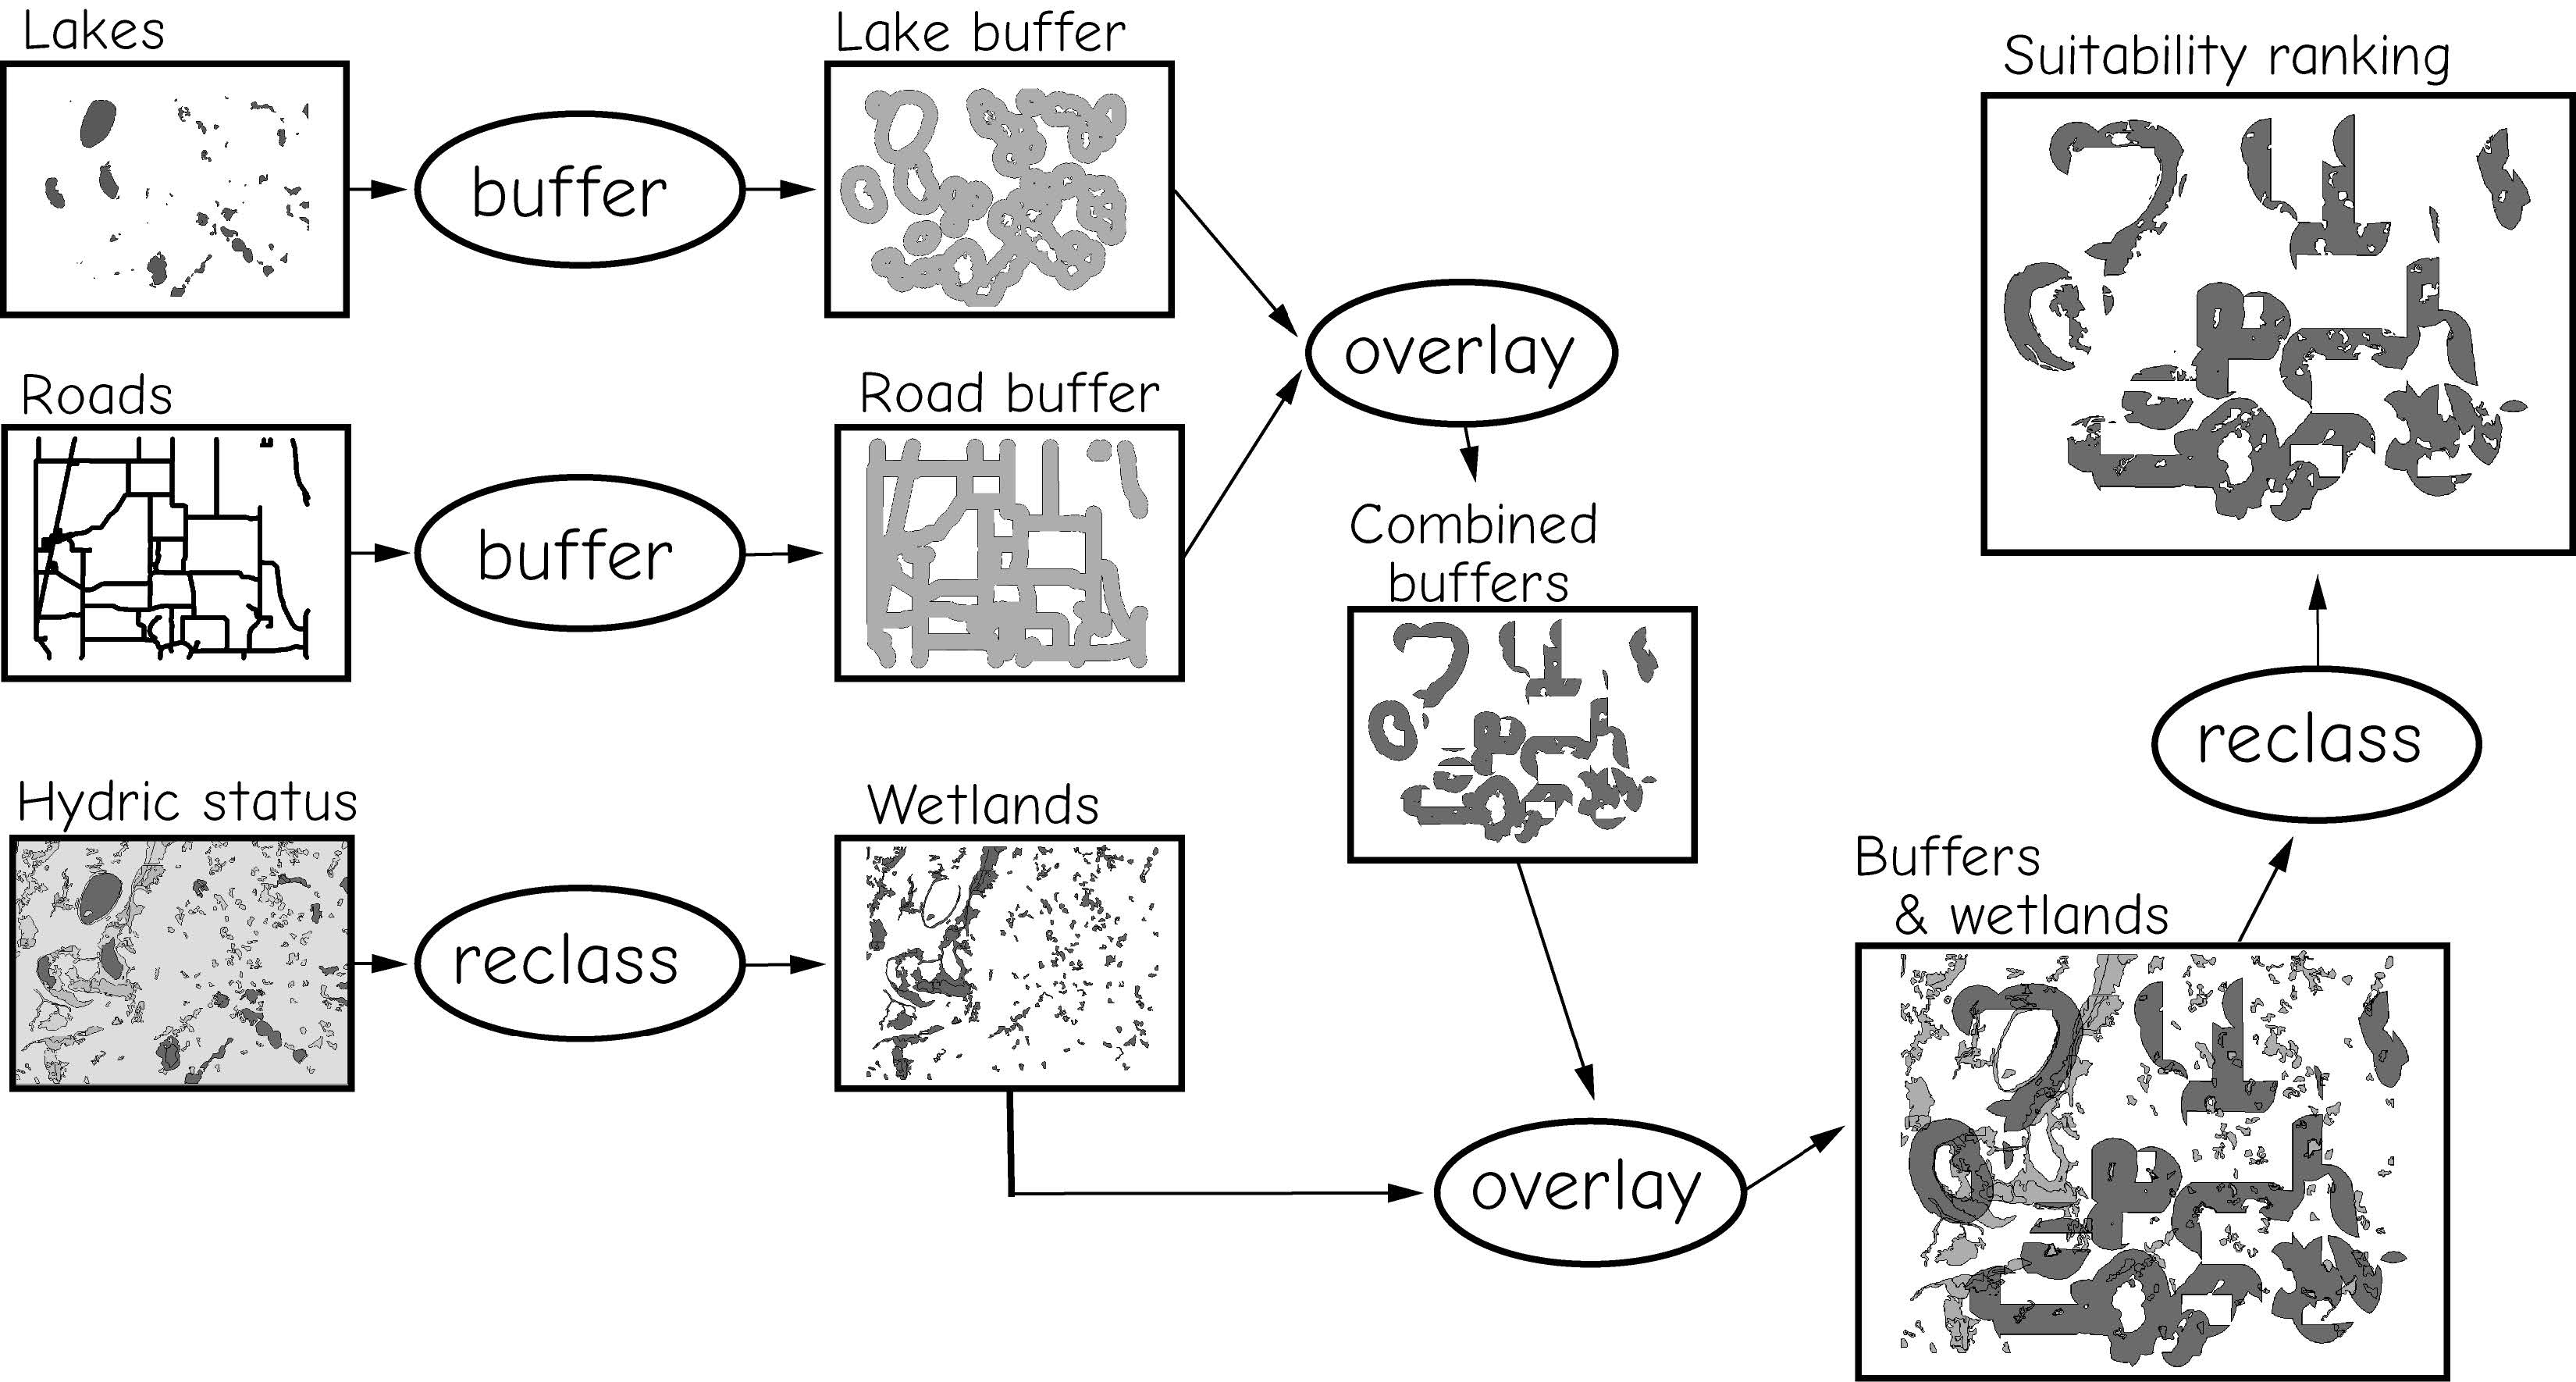 Lakes
buffer
Lake buffer
Suitability ranking
overlay
Roads
buffer
Road buffer
Combined
buffers
Hydric status
reclass
Wetlands
overlay
Buffers
& wetlands
reclass